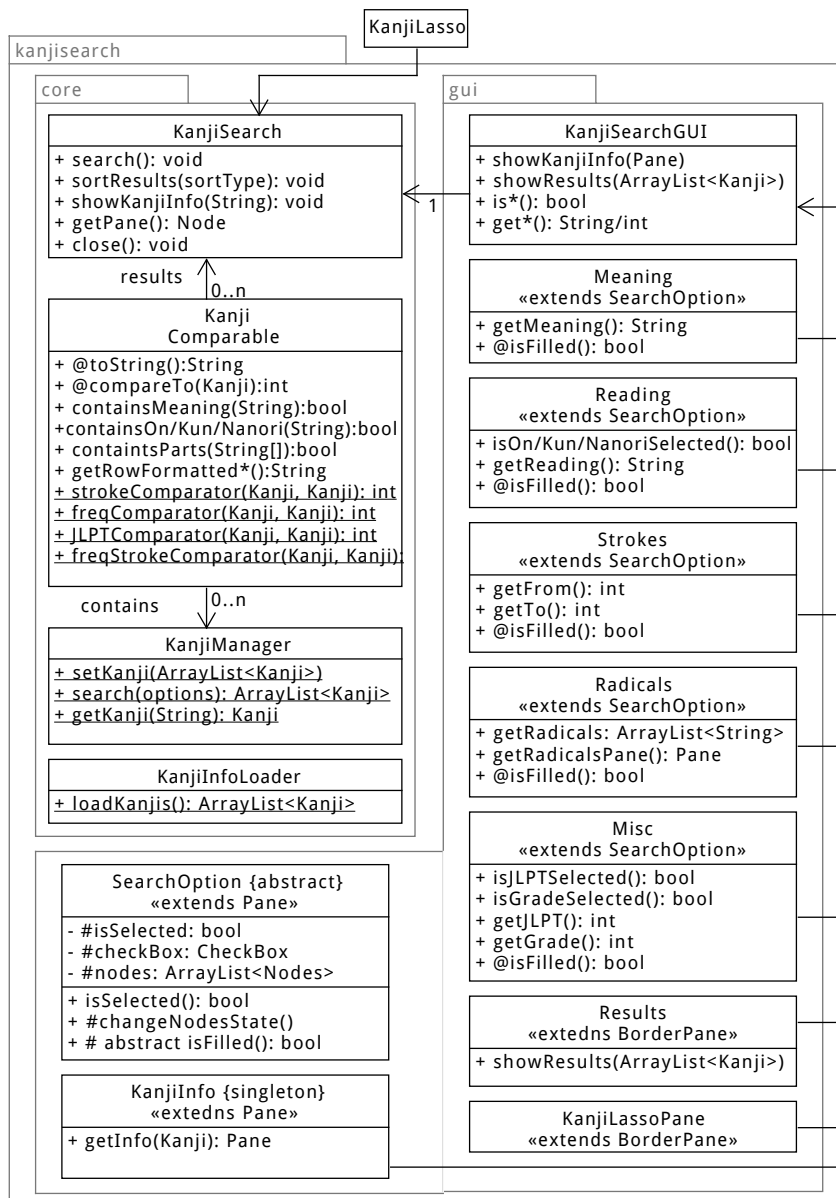 KanjiLasso
kanjisearch
core
KanjiSearch
+ search(): void
+ sortResults(sortType): void
+ showKanjiInfo(String): void
+ getPane(): Node
+ close(): void
results
0..n
Kanji
Comparable
+ @toString():String
+ @compareTo(Kanji):int
+ containsMeaning(String):bool
+containsOn/Kun/Nanori(String):bool
+ containtsParts(String[]):bool
+ getRowFormatted*():String
+ strokeComparator(Kanji, Kanji): int
+ freqComparator(Kanji, Kanji): int
+ JLPTComparator(Kanji, Kanji): int
+ freqStrokeComparator(Kanji, Kanji):
contains
0..n
KanjiManager
+ setKanji(ArrayList<Kanji>)
+ search(options): ArrayList<Kanji>
+ getKanji(String): Kanji
KanjiInfoLoader
+ loadKanjis(): ArrayList<Kanji>
SearchOption {abstract}
«extends Pane»
- #isSelected: bool
- #checkBox: CheckBox
- #nodes: ArrayList<Nodes>
+ isSelected(): bool
+ #changeNodesState()
+ # abstract isFilled(): bool
KanjiInfo {singleton}
«extedns Pane»
+ getInfo(Kanji): Pane
gui
1
KanjiSearchGUI
+ showKanjiInfo(Pane)
+ showResults(ArrayList<Kanji>)
+ is*(): bool
+ get*(): String/int
Meaning
«extends SearchOption»
+ getMeaning(): String
+ @isFilled(): bool
Reading
«extends SearchOption»
+ isOn/Kun/NanoriSelected(): bool
+ getReading(): String
+ @isFilled(): bool
Strokes
«extends SearchOption»
+ getFrom(): int
+ getTo(): int
+ @isFilled(): bool
Radicals
«extends SearchOption»
+ getRadicals: ArrayList<String>
+ getRadicalsPane(): Pane
+ @isFilled(): bool
Misc
«extends SearchOption»
+ isJLPTSelected(): bool
+ isGradeSelected(): bool
+ getJLPT(): int
+ getGrade(): int
+ @isFilled(): bool
Results
«extedns BorderPane»
+ showResults(ArrayList<Kanji>)
KanjiLassoPane
«extends BorderPane»